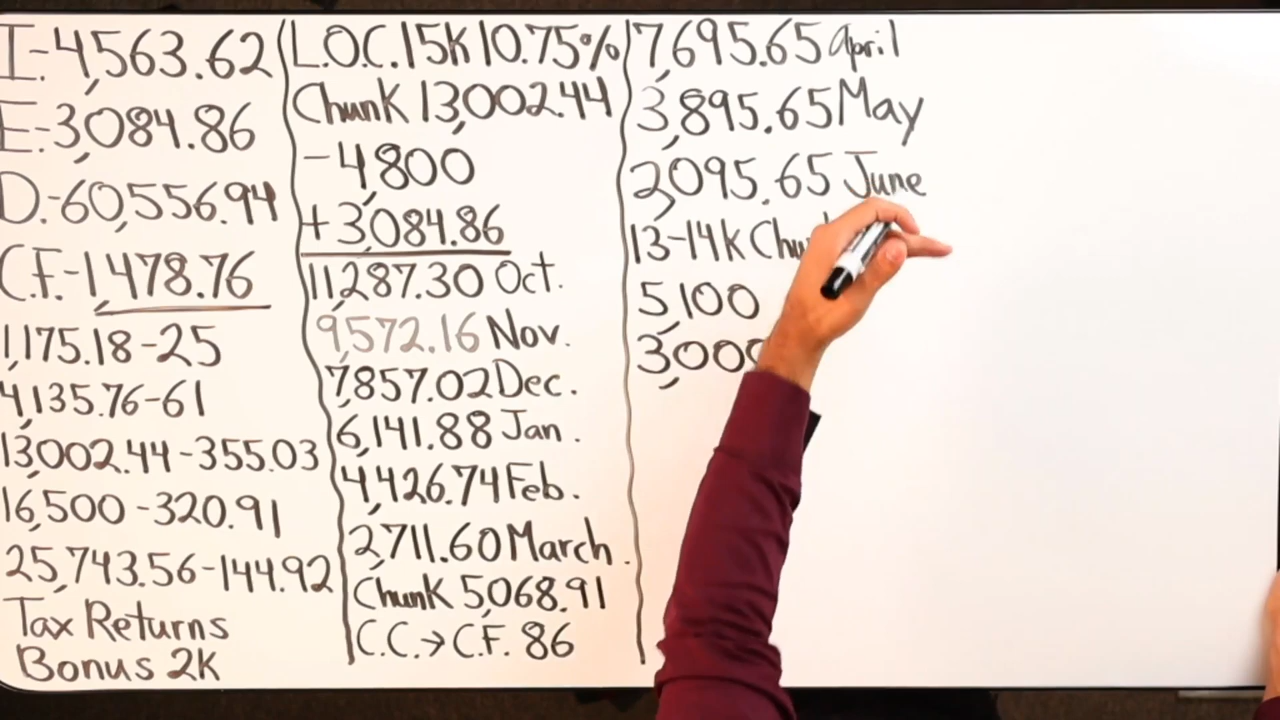 I.-4,563.62
E.-3,084.86
D.-60,556.94
C.F.-1,478.76
1,175.18-25
4,135.76-61
13,002.44-355.03
16,500-320.91
25,743.56-144.92
Tax Returns
Bonus 2K
L.O.C. 15K 10.75%
Chunk 13,002.44
-4,800
+3,084.86
11,287.30 Oct.
9,572.16 Nov.
7,857.02 Dec.
6,141.88 Jan.
4,426.74 Feb.
2,711.60 March.
Chunk 5,068.91
C.C.→C.F. 86
7,695.65 April
3,895.65 May
2,095.65 June
13-14K
5,100
3,000